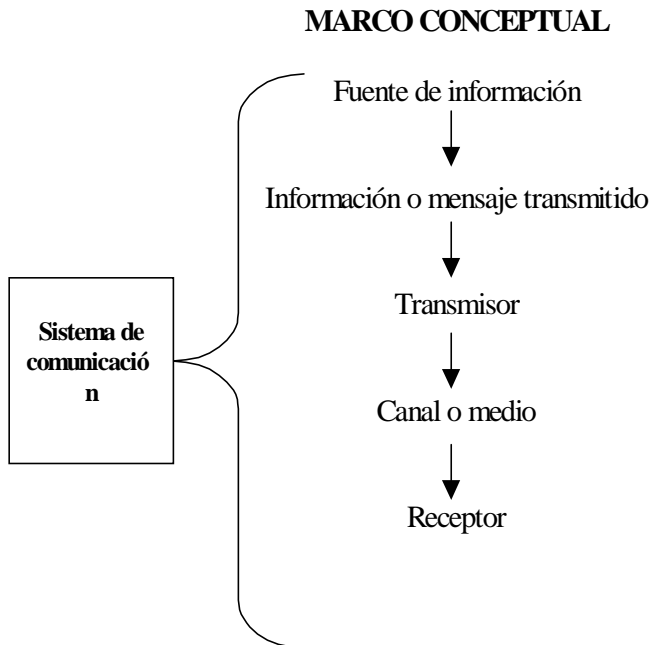 MARCO CONCEPTUAL
Fuente de información
Información o mensaje transmitido
Transmisor
Sistema de
comunicació
n
Canal o medio
Receptor